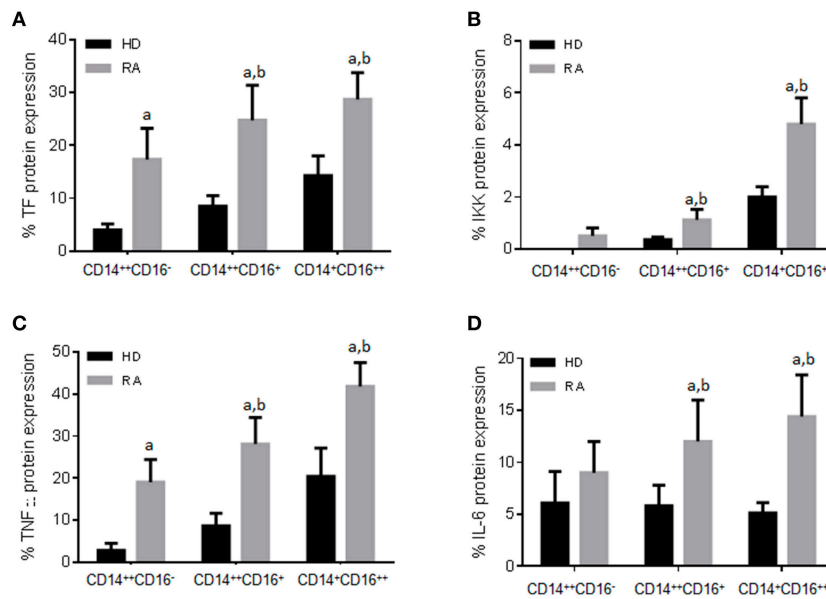 A
HD
RA
% TF protein expression
40
30
20
10
0
a
a,b
a,b
CD14⁺⁺CD16⁻
CD14⁺⁺CD16⁺
CD14⁺CD16⁺⁺
B
HD
RA
% IKK protein expression
8
6
4
2
0
a,b
a,b
CD14⁺⁺CD16⁻
CD14⁺⁺CD16⁺
CD14⁺CD16⁺
C
HD
RA
% TNF protein expression
50
40
30
20
10
0
a
a,b
a,b
CD14⁺⁺CD16⁻
CD14⁺⁺CD16⁺
CD14⁺CD16⁺⁺
D
HD
RA
% IL-6 protein expression
20
15
10
5
0
a,b
a,b
CD14⁺⁺CD16⁻
CD14⁺⁺CD16⁺
CD14⁺CD16⁺⁺